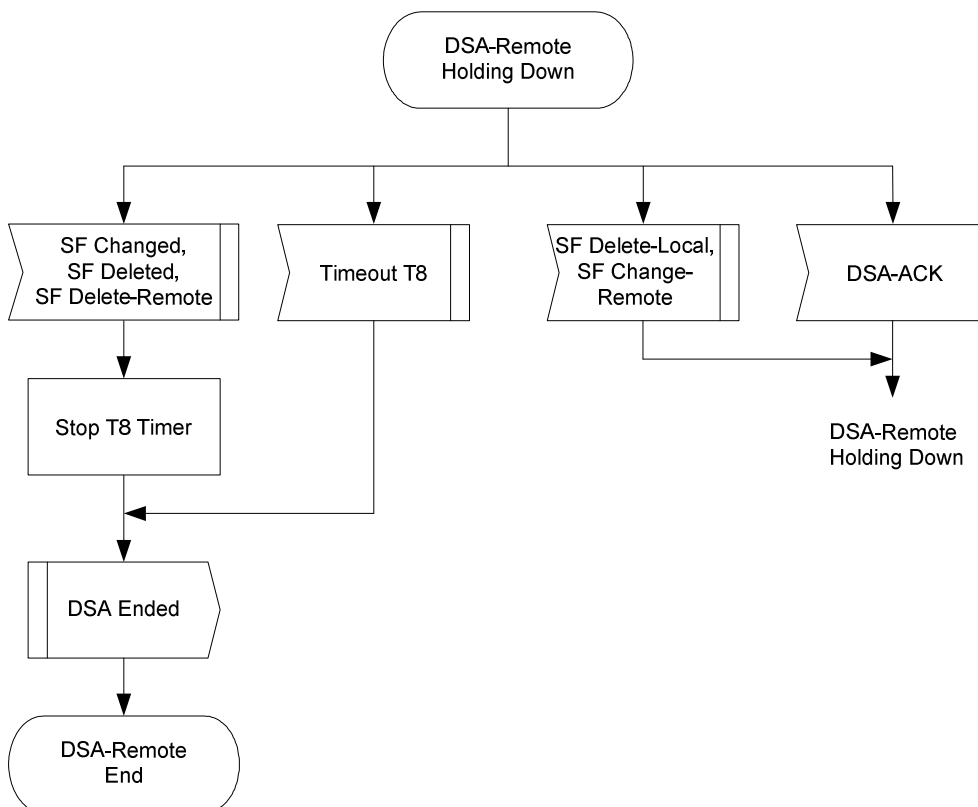 DSA-Remote
Holding Down
SF Changed,
SF Deleted,
SF Delete-Remote
Timeout T8
SF Delete-Local,
SF Change-
Remote
DSA-ACK
Stop T8 Timer
DSA-Remote
Holding Down
DSA Ended
DSA-Remote
End